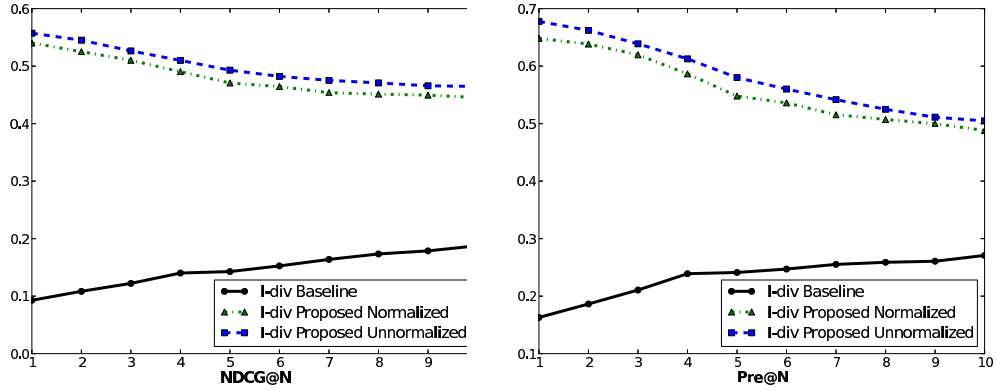 0.6
0.5
0.4
0.3
0.2
0.1
0.0
1 2 3 4 5 6 7 8 9
NDCG@N
I-div Baseline
I-div Proposed Normalized
I-div Proposed Unnormalized
0.7
0.6
0.5
0.4
0.3
0.2
0.1
1 2 3 4 5 6 7 8 9 10
Pre@N
I-div Baseline
I-div Proposed Normalized
I-div Proposed Unnormalized